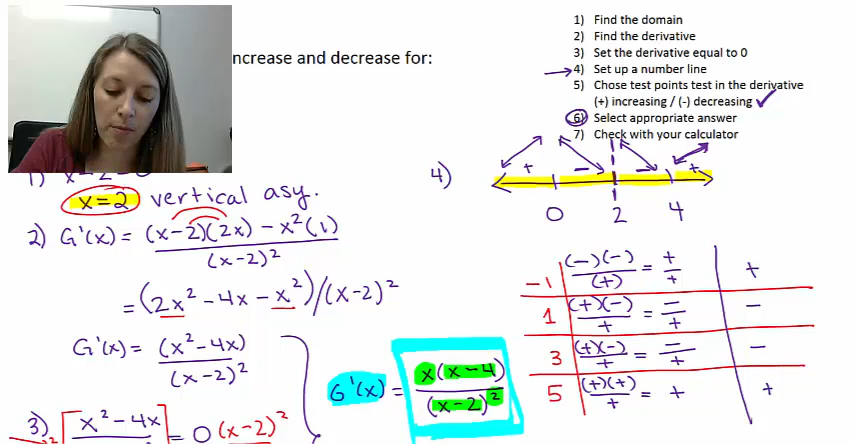 ncrease and decrease for:
1) Find the domain
2) Find the derivative
3) Set the derivative equal to 0
4) Set up a number line
5) Chose test points test in the derivative
(+) increasing / (-) decreasing ✓
6) Select appropriate answer
7) Check with your calculator
x=2 vertical asy.
2) G'(x) = (x-2)(2x) - x²(1) / (x-2)²
= (2x² - 4x - x²)/(x-2)²
G'(x) = (x² - 4x) / (x-2)²
3) [x² - 4x = 0 (x-2)²
G'(x) = x(x-4) / (x-2)²
4)
+ - - +
0 2 4
-1 (-)(-)/(+) = +/+ +
1 (+)(-)/+ = -/+ -
3 (+)(-)/+ = -/+ -
5 (+)(+)/+ = + +